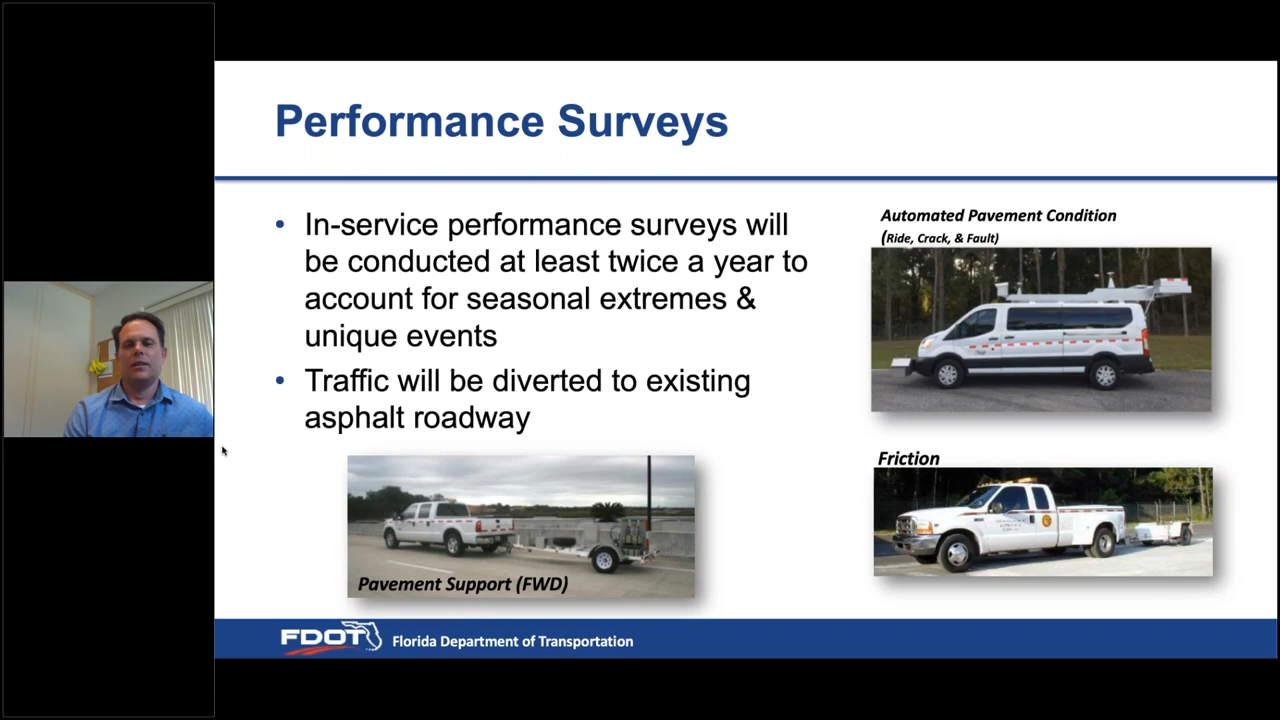 Performance Surveys
• In-service performance surveys will
be conducted at least twice a year to
account for seasonal extremes &
unique events
• Traffic will be diverted to existing
asphalt roadway
Automated Pavement Condition
(Ride, Crack, & Fault)
Friction
Pavement Support (FWD)
FDOT Florida Department of Transportation